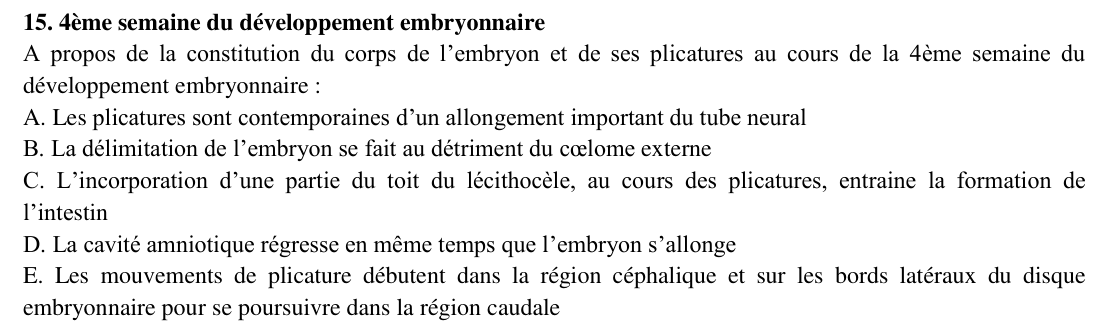 15. 4ème semaine du développement embryonnaire
A propos de la constitution du corps de l’embryon et de ses plicatures au cours de la 4ème semaine du
développement embryonnaire :
A. Les plicatures sont contemporaines d’un allongement important du tube neural
B. La délimitation de l’embryon se fait au détriment du cœlome externe
C. L’incorporation d’une partie du toit du lécithocèle, au cours des plicatures, entraine la formation de
l’intestin
D. La cavité amniotique régresse en même temps que l’embryon s’allonge
E. Les mouvements de plicature débutent dans la région céphalique et sur les bords latéraux du disque
embryonnaire pour se poursuivre dans la région caudale